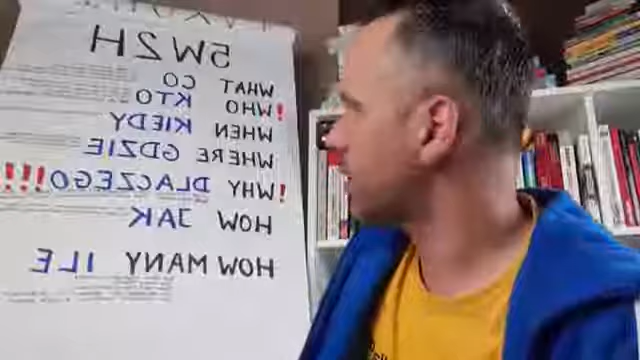 5W2H
WHAT CO
!WHO KTO
WHEN KIEDY
WHERE GDZIE
!WHY DLACZEGO!!!
HOW JAK
HOW MANY ILE